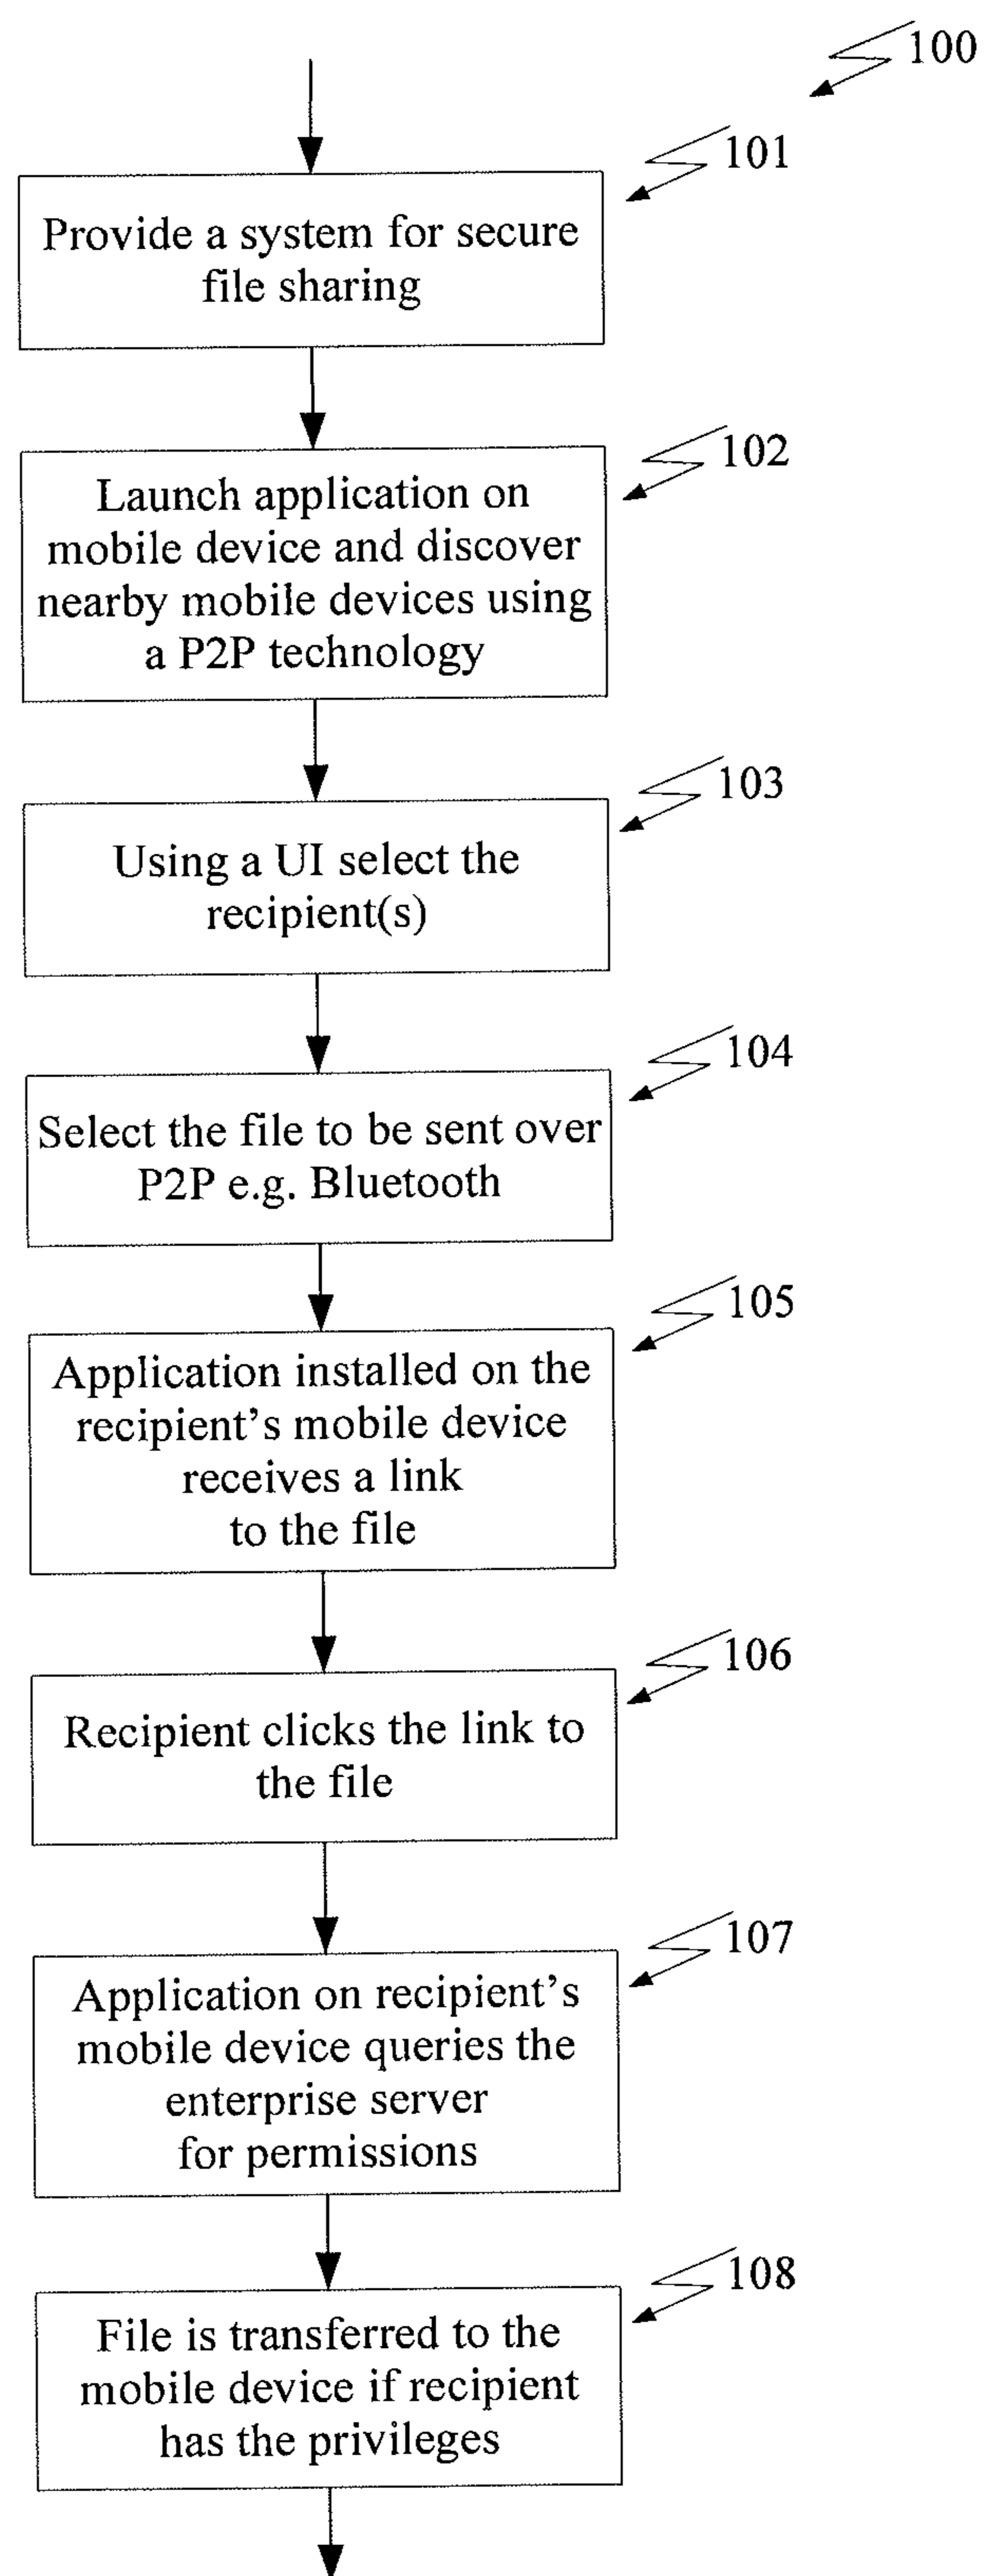 100
101
Provide a system for secure
file sharing
102
Launch application on
mobile device and discover
nearby mobile devices using
a P2P technology
103
Using a UI select the
recipient(s)
104
Select the file to be sent over
P2P e.g. Bluetooth
105
Application installed on the
recipient's mobile device
receives a link
to the file
106
Recipient clicks the link to
the file
107
Application on recipient's
mobile device queries the
enterprise server
for permissions
108
File is transferred to the
mobile device if recipient
has the privileges